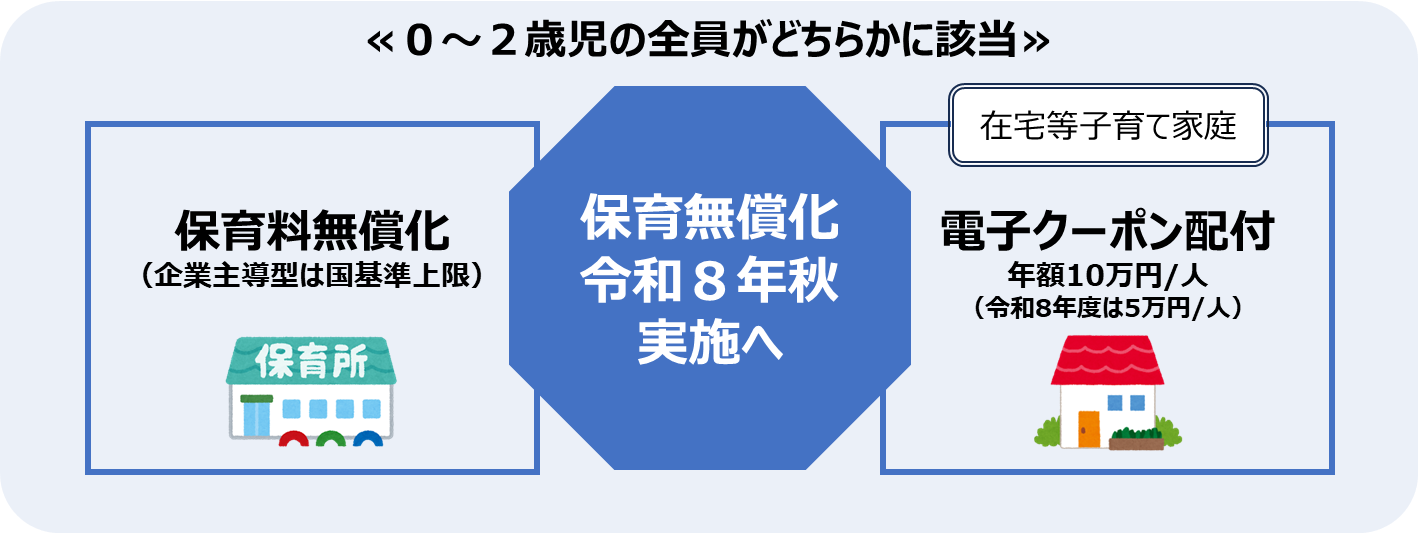 ≪０～２歳児の全員がどちらかに該当≫
保育料無償化
（企業主導型は国基準上限）
保育所
保育無償化
令和８年秋
実施へ
在宅等子育て家庭
電子クーポン配付
年額10万円/人
（令和8年度は5万円/人）